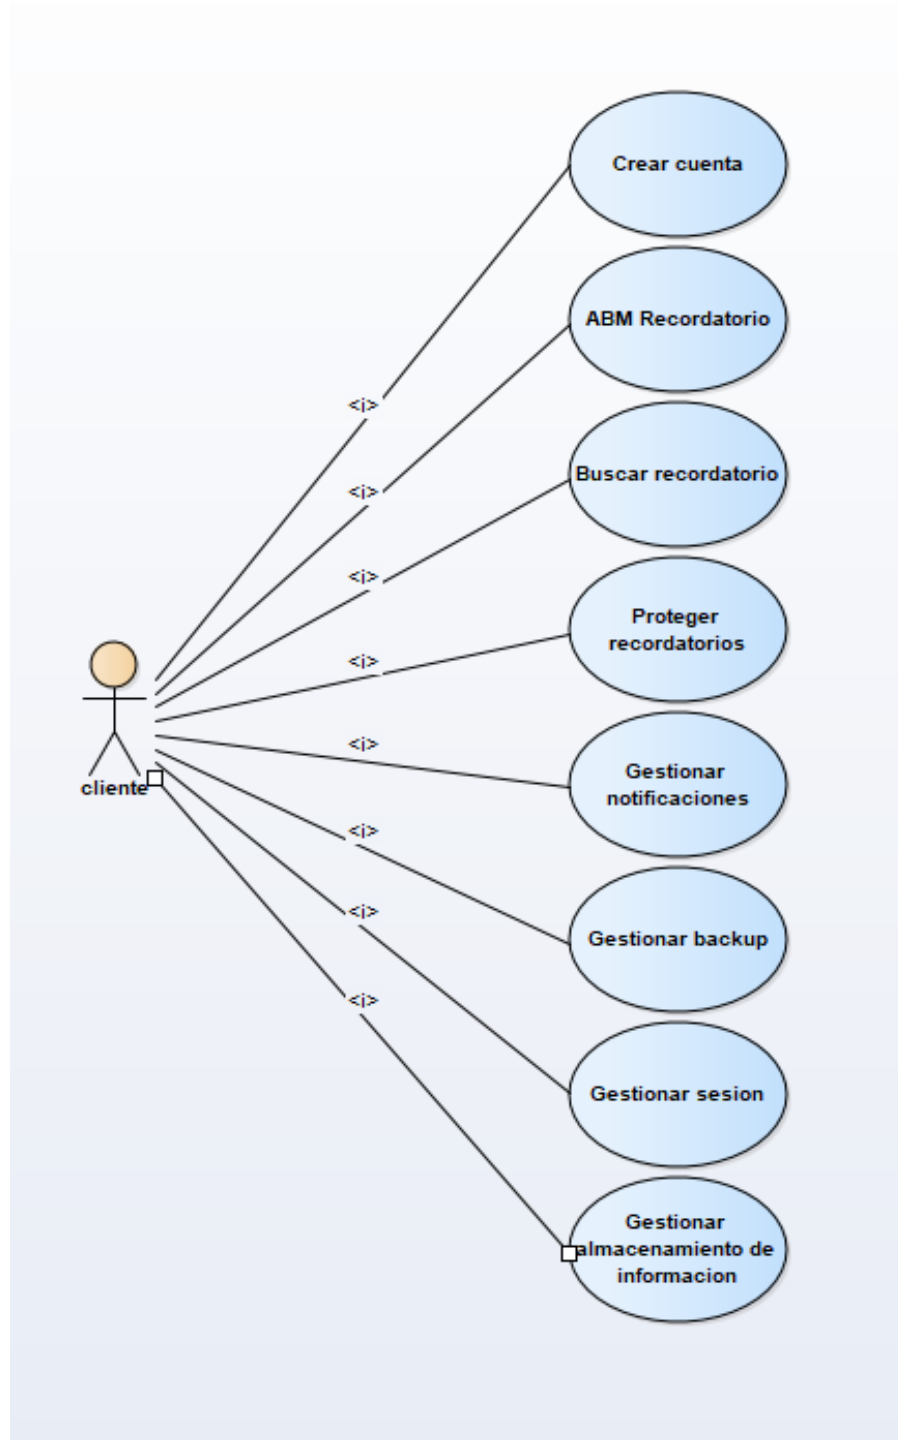 Crear cuenta
ABM Recordatorio
<i>
<i>
Buscar recordatorio
<i>
Proteger
recordatorios
<i>
<i>
Gestionar
notificaciones
cliente
<i>
Gestionar backup
<i>
<i>
Gestionar sesion
Gestionar
almacenamiento de
informacion